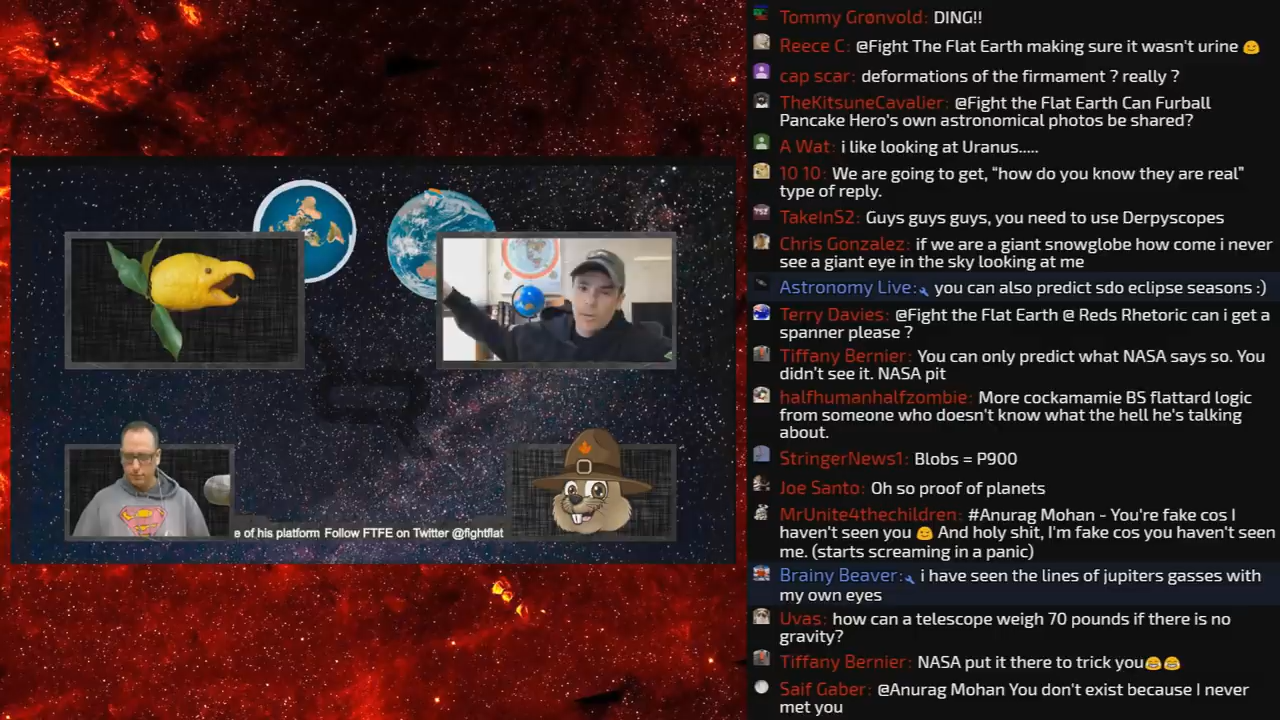 e of his platform Follow FTFE on Twitter @fightflat
Tommy Grønvold: DING!!
Reece C: @Fight The Flat Earth making sure it wasn't urine 🤗
cap scar: deformations of the firmament ? really ?
TheKitsuneCavalier: @Fight the Flat Earth Can Furball
Pancake Hero's own astronomical photos be shared?
A Wat: i like looking at Uranus.....
10 10: We are going to get, “how do you know they are real”
type of reply.
TakeInS2: Guys guys guys, you need to use Derpyscopes
Chris Gonzalez: if we are a giant snowglobe how come i never
see a giant eye in the sky looking at me
Astronomy Live: you can also predict sdo eclipse seasons :)
Terry Davies: @Fight the Flat Earth @ Reds Rhetoric can i get a
spanner please ?
Tiffany Bernier: You can only predict what NASA says so. You
didn't see it. NASA pit
halfhumanhalfzombie: More cockamamie BS flattard logic
from someone who doesn't know what the hell he's talking
about.
StringerNews1: Blobs = P900
Joe Santo: Oh so proof of planets
MrUnite4thechildren: #Anurag Mohan - You're fake cos I
haven't seen you 🤗 And holy shit, I'm fake cos you haven't seen
me. (starts screaming in a panic)
Brainy Beaver: i have seen the lines of jupiters gasses with
my own eyes
Uvas: how can a telescope weigh 70 pounds if there is no
gravity?
Tiffany Bernier: NASA put it there to trick you😂😂
Saif Gaber: @Anurag Mohan You don't exist because I never
met you